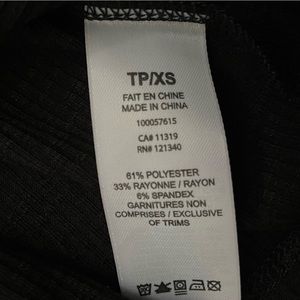 TP/XS
FAIT EN CHINE
MADE IN CHINA
100057615
CA# 11319
RN# 121340
61% POLYESTER
33% RAYONNE / RAYON
6% SPANDEX
GARNITURES NON
COMPRISES / EXCLUSIVE
OF TRIMS